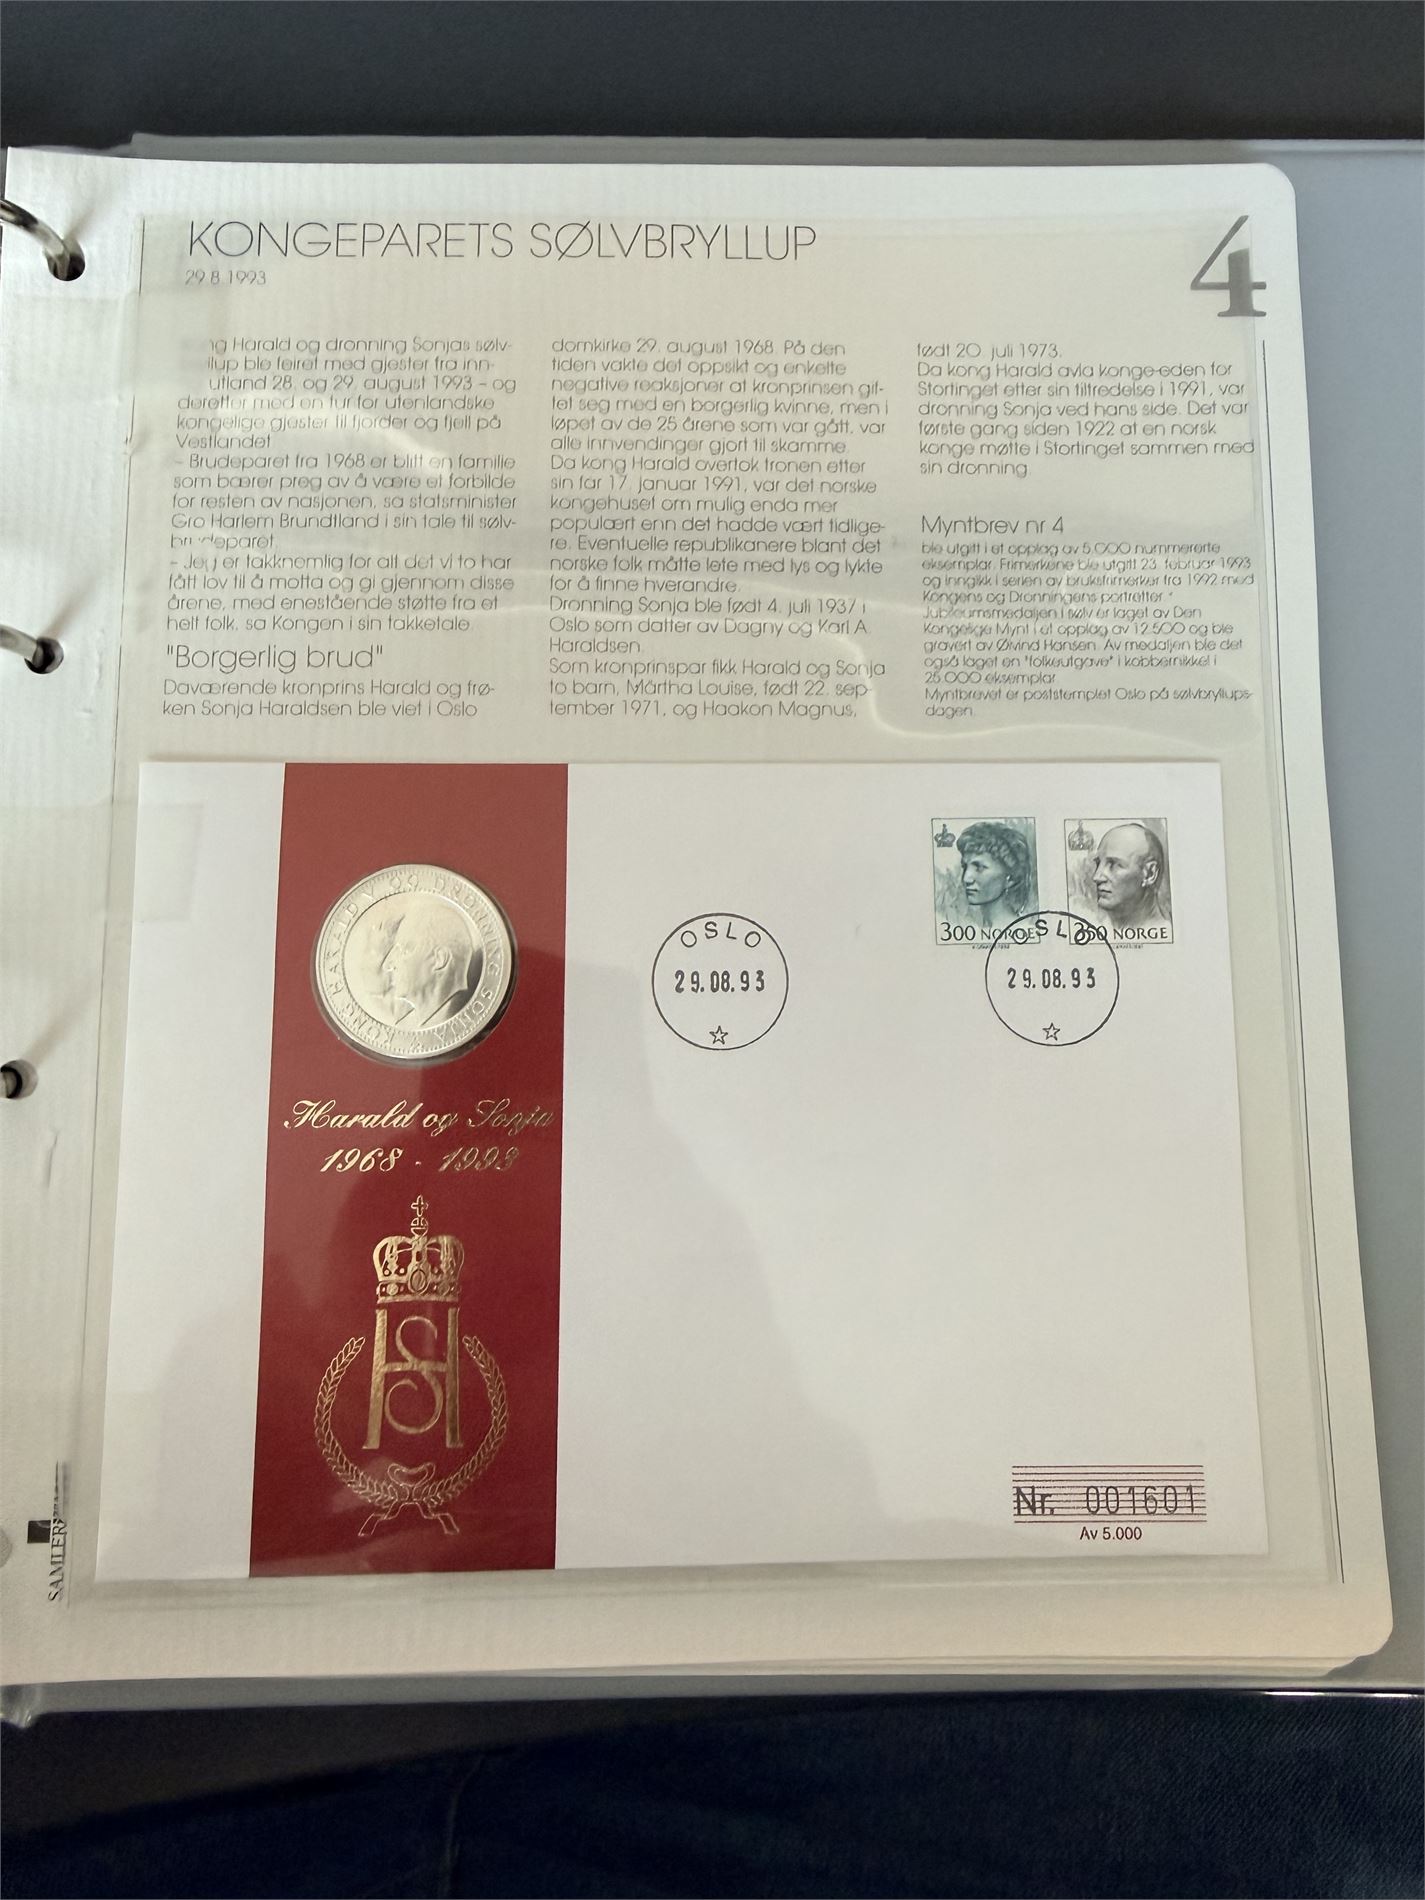 KONGEPARETS SØLVBRYLLUP
29.8.1993
4
Harald og dronning Sonjas sølv-
ble feiret med gjester fra inn-
utland 28. og 29. august 1993 – og
deretter med en tur for utenlandske
kongelige gjester til fjorder og fjell på
Vestlandet.
– Brudeparet fra 1968 er blitt en familie
som bærer preg av å være et forbilde
for resten av nasjonen, sa statsminister
Gro Harlem Brundtland i sin tale til sølv-
– Jeg er takknemlig for alt det vi to har
fått lov til å motta og gi gjennom disse
årene, med enestående støtte fra et
helt folk, sa Kongen i sin takketale.
"Borgerlig brud"
Daværende kronprins Harald og frø-
ken Sonja Haraldsen ble viet i Oslo
domkirke 29. august 1968. På den
tiden vakte det oppsikt og enkelte
negative reaksjoner at kronprinsen gif-
tet seg med en borgerlig kvinne, men i
løpet av de 25 årene som var gått, var
alle innvendinger gjort til skamme.
Da kong Harald overtok tronen etter
sin far 17. januar 1991, var det norske
kongehuset om mulig enda mer
populært enn det hadde vært tidlige-
re. Eventuelle republikanere blant det
norske folk måtte lete med lys og lykte
for å finne hverandre.
Dronning Sonja ble født 4. juli 1937 i
Oslo som datter av Dagny og Karl A.
Haraldsen.
Som kronprinspar fikk Harald og Sonja
to barn, Märtha Louise, født 22. sep-
tember 1971, og Haakon Magnus,
født 20. juli 1973.
Da kong Harald avla konge-eden for
Stortinget etter sin tiltredelse i 1991, var
dronning Sonja ved hans side. Det var
første gang siden 1922 at en norsk
konge møtte i Stortinget sammen med
sin dronning.
Myntbrev nr 4
ble utgitt i et opplag av 5.000 nummererte
eksemplar. Frimerkene ble utgitt 23. februar 1993
og inngikk i serien av bruksfrimerker fra 1992 med
Kongens og Dronningens portretter.
Jubileumsmedaljen i sølv er laget av Den
Kongelige Mynt i et opplag av 12.500 og ble
gravert av Øivind Hansen. Av medaljen ble det
også laget en "folkeutgave" i kobbernikkel i
25.000 eksemplar.
Myntbrevet er poststemplet Oslo på sølvbryllups-
dagen.
KONG HARALD V OG DRONNING SONJA
300 NORGE
350 NORGE
OSLO
29.08.93
OSLO
29.08.93
Harald og Sonja
1968 - 1993
HS
Nr. 001601
Av 5.000